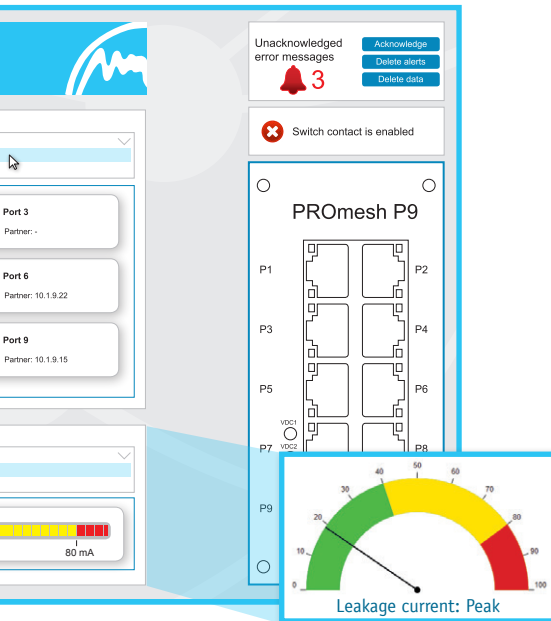 Unacknowledged
error messages
3
Acknowledge
Delete alerts
Delete data
Switch contact is enabled
Port 3
Partner: -
Port 6
Partner: 10.1.9.22
Port 9
Partner: 10.1.9.15
80 mA
PROmesh P9
P1
P2
P3
P4
P5
P6
VDC1
P7
VDC2
P8
P9
0
10
20
30
40
50
60
70
80
90
100
Leakage current: Peak